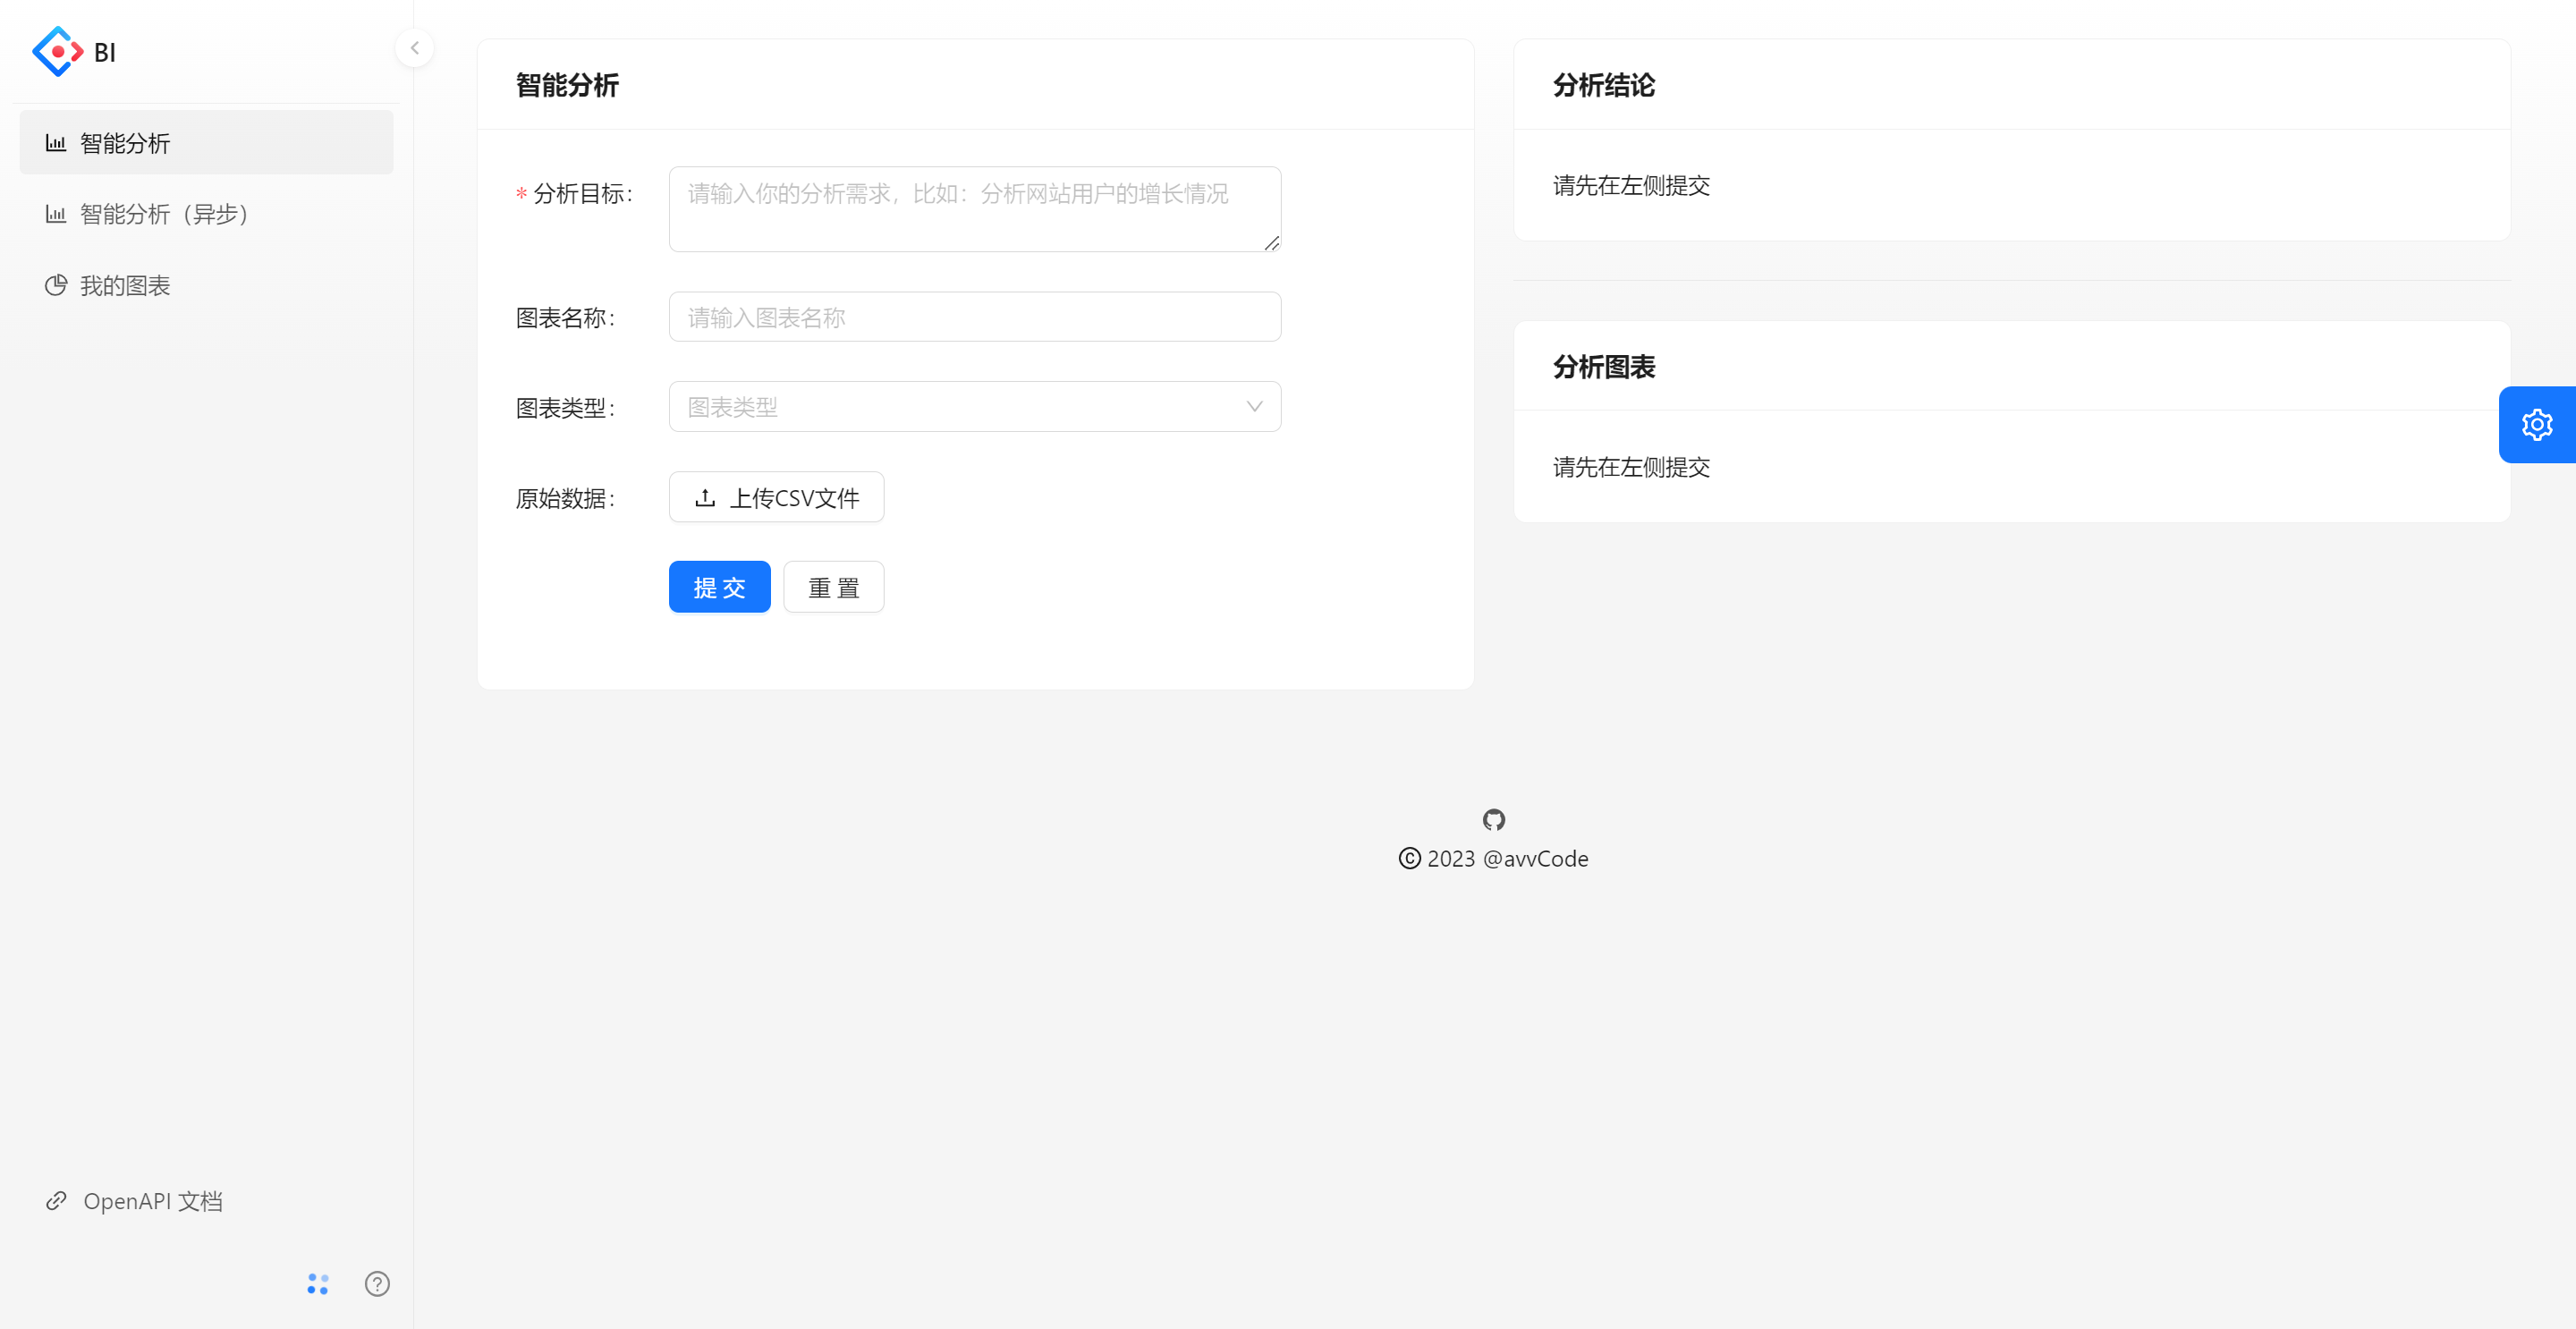 BI
智能分析
智能分析（异步）
我的图表
OpenAPI 文档
智能分析
* 分析目标：
请输入你的分析需求，比如：分析网站用户的增长情况
图表名称：
请输入图表名称
图表类型：
图表类型
原始数据：
上传CSV文件
提 交
重 置
分析结论
请先在左侧提交
分析图表
请先在左侧提交
© 2023 @avvCode